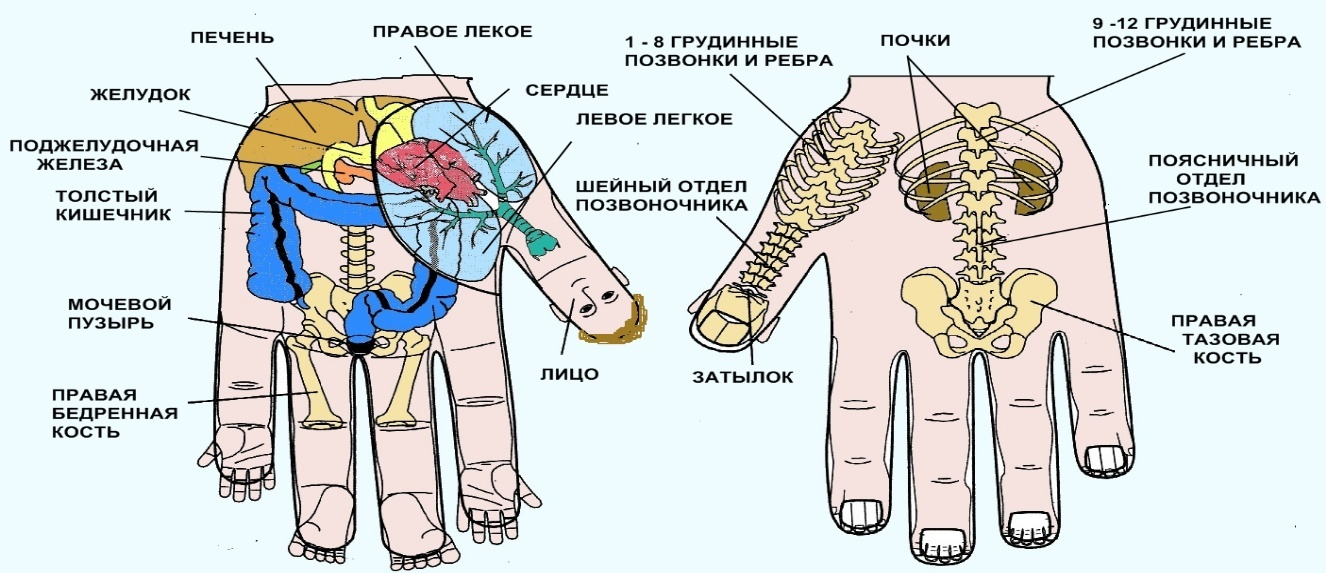 ПЕЧЕНЬ
ПРАВОЕ ЛЕКОЕ
ЖЕЛУДОК
СЕРДЦЕ
ЛЕВОЕ ЛЕГКОЕ
ПОДЖЕЛУДОЧНАЯ
ЖЕЛЕЗА
ТОЛСТЫЙ
КИШЕЧНИК
МОЧЕВОЙ
ПУЗЫРЬ
ПРАВАЯ
БЕДРЕННАЯ
КОСТЬ
ЛИЦО
1 - 8 ГРУДИННЫЕ
ПОЗВОНКИ И РЕБРА
ПОЧКИ
9 -12 ГРУДИННЫЕ
ПОЗВОНКИ И РЕБРА
ШЕЙНЫЙ ОТДЕЛ
ПОЗВОНОЧНИКА
ПОЯСНИЧНЫЙ
ОТДЕЛ
ПОЗВОНОЧНИКА
ПРАВАЯ
ТАЗОВАЯ
КОСТЬ
ЗАТЫЛОК